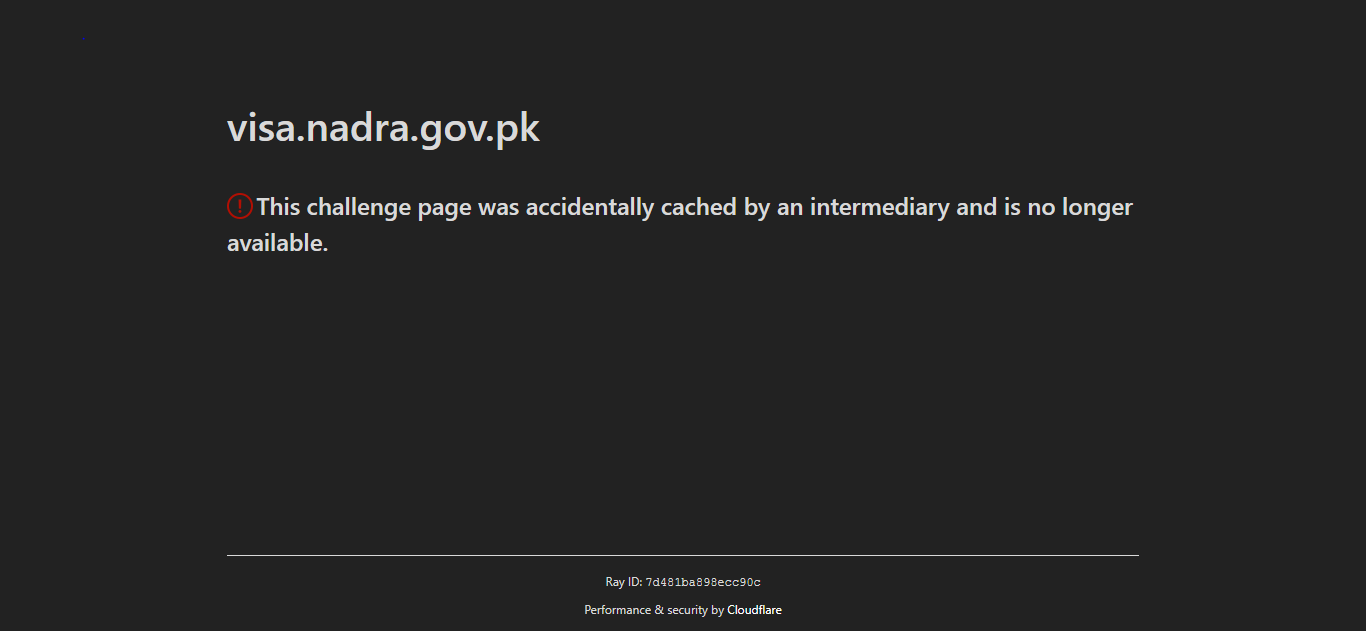 visa.nadra.gov.pk
This challenge page was accidentally cached by an intermediary and is no longer
available.
Ray ID: 7d481ba898ecc90c
Performance & security by Cloudflare